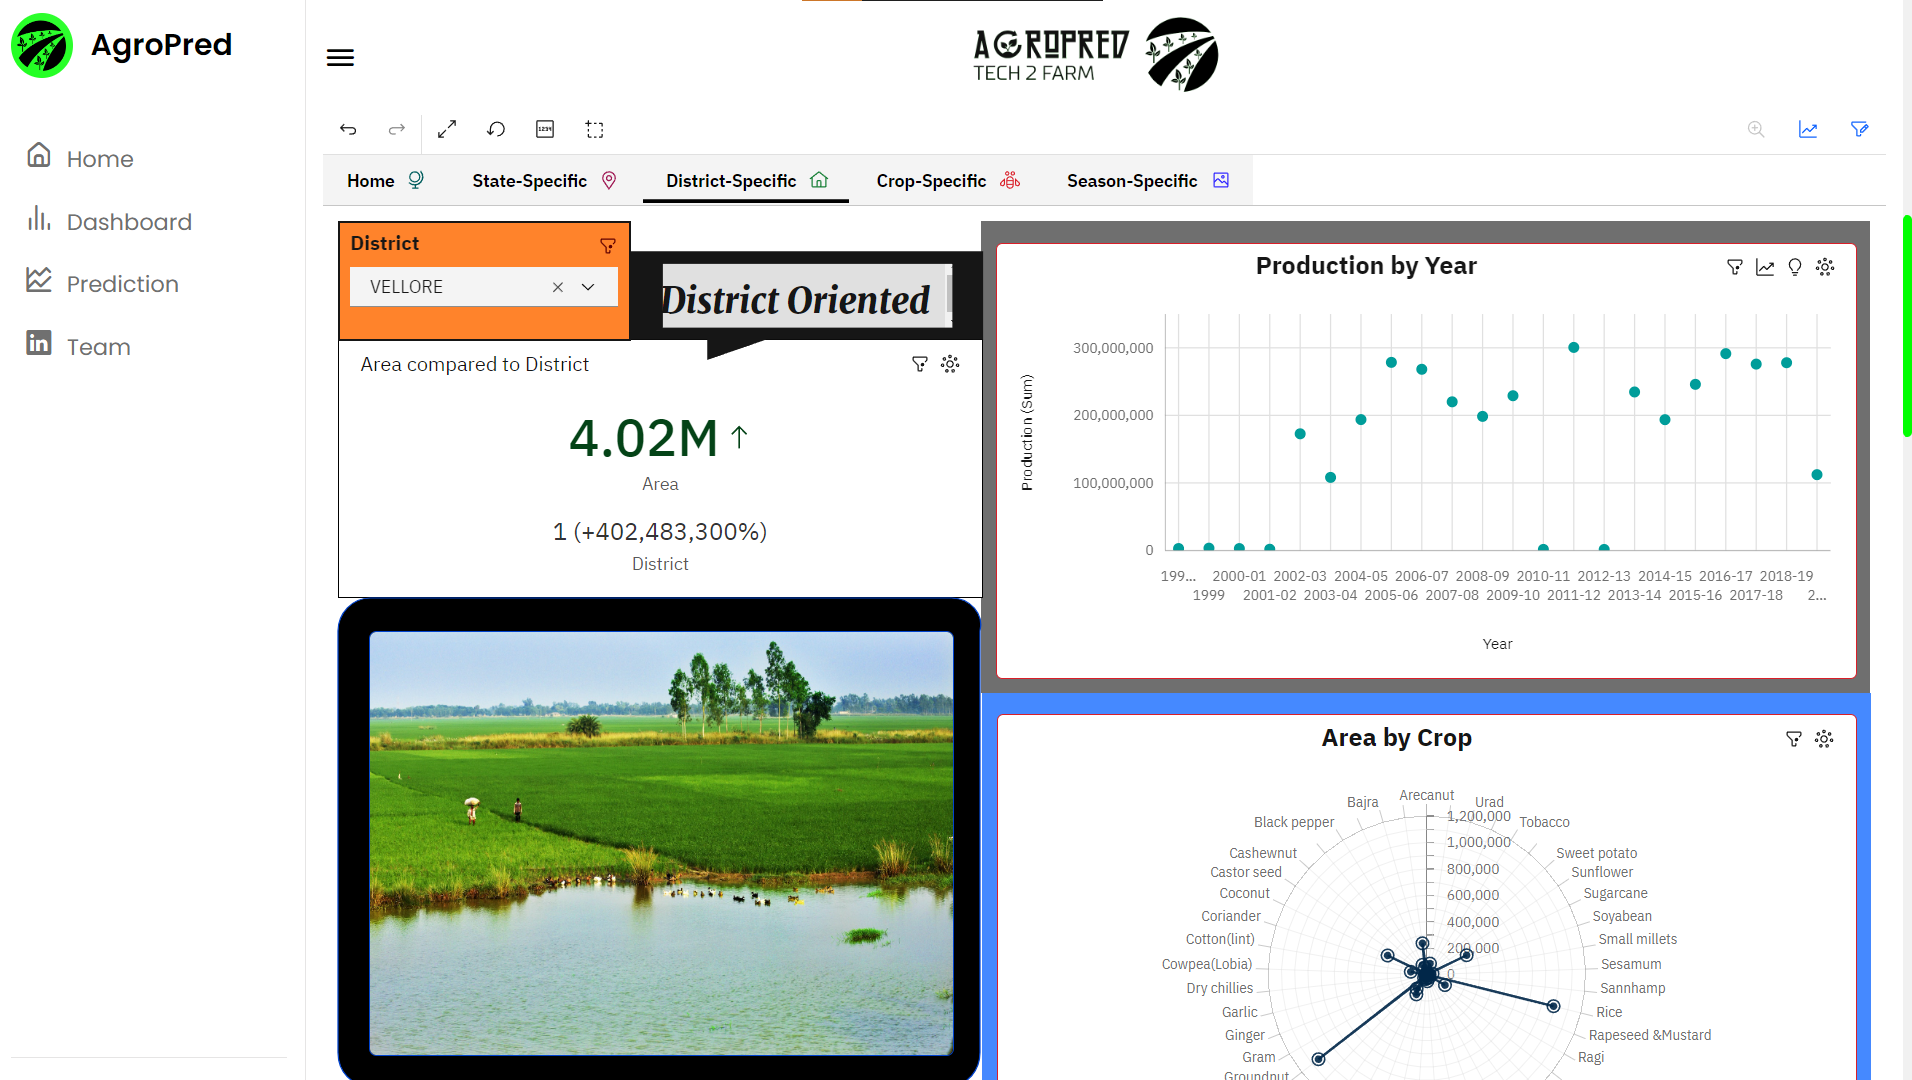 AgroPred
AGROPRED
TECH 2 FARM
Home
Dashboard
Prediction
Team
1234
Home
State-Specific
District-Specific
Crop-Specific
Season-Specific
District
VELLORE
District Oriented
Area compared to District
4.02M
Area
1 (+402,483,300%)
District
Production by Year
Production (Sum)
300,000,000
200,000,000
100,000,000
0
199... 2000-01 2002-03 2004-05 2006-07 2008-09 2010-11 2012-13 2014-15 2016-17 2018-19
1999 2001-02 2003-04 2005-06 2007-08 2009-10 2011-12 2013-14 2015-16 2017-18 2...
Year
Area by Crop
Arecanut
Bajra
Urad
1,200,000
Black pepper
Tobacco
1,000,000
Cashewnut
Sweet potato
Castor seed
800,000
Sunflower
Coconut
600,000
Sugarcane
Coriander
400,000
Soyabean
Cotton(lint)
200,000
Small millets
Cowpea(Lobia)
0
Sesamum
Dry chillies
Sannhamp
Garlic
Rice
Ginger
Rapeseed &Mustard
Gram
Ragi
Groundnut